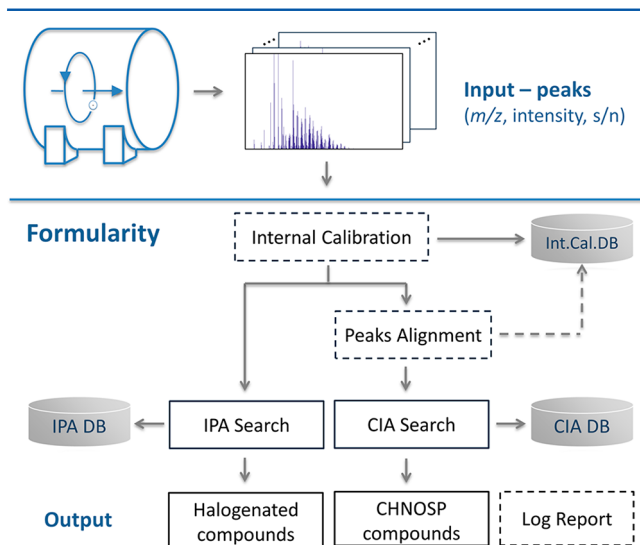 Input – peaks
(m/z, intensity, s/n)
Formularity
Internal Calibration
Int.Cal.DB
Peaks Alignment
IPA DB
IPA Search
CIA Search
CIA DB
Output
Halogenated
compounds
CHNOSP
compounds
Log Report